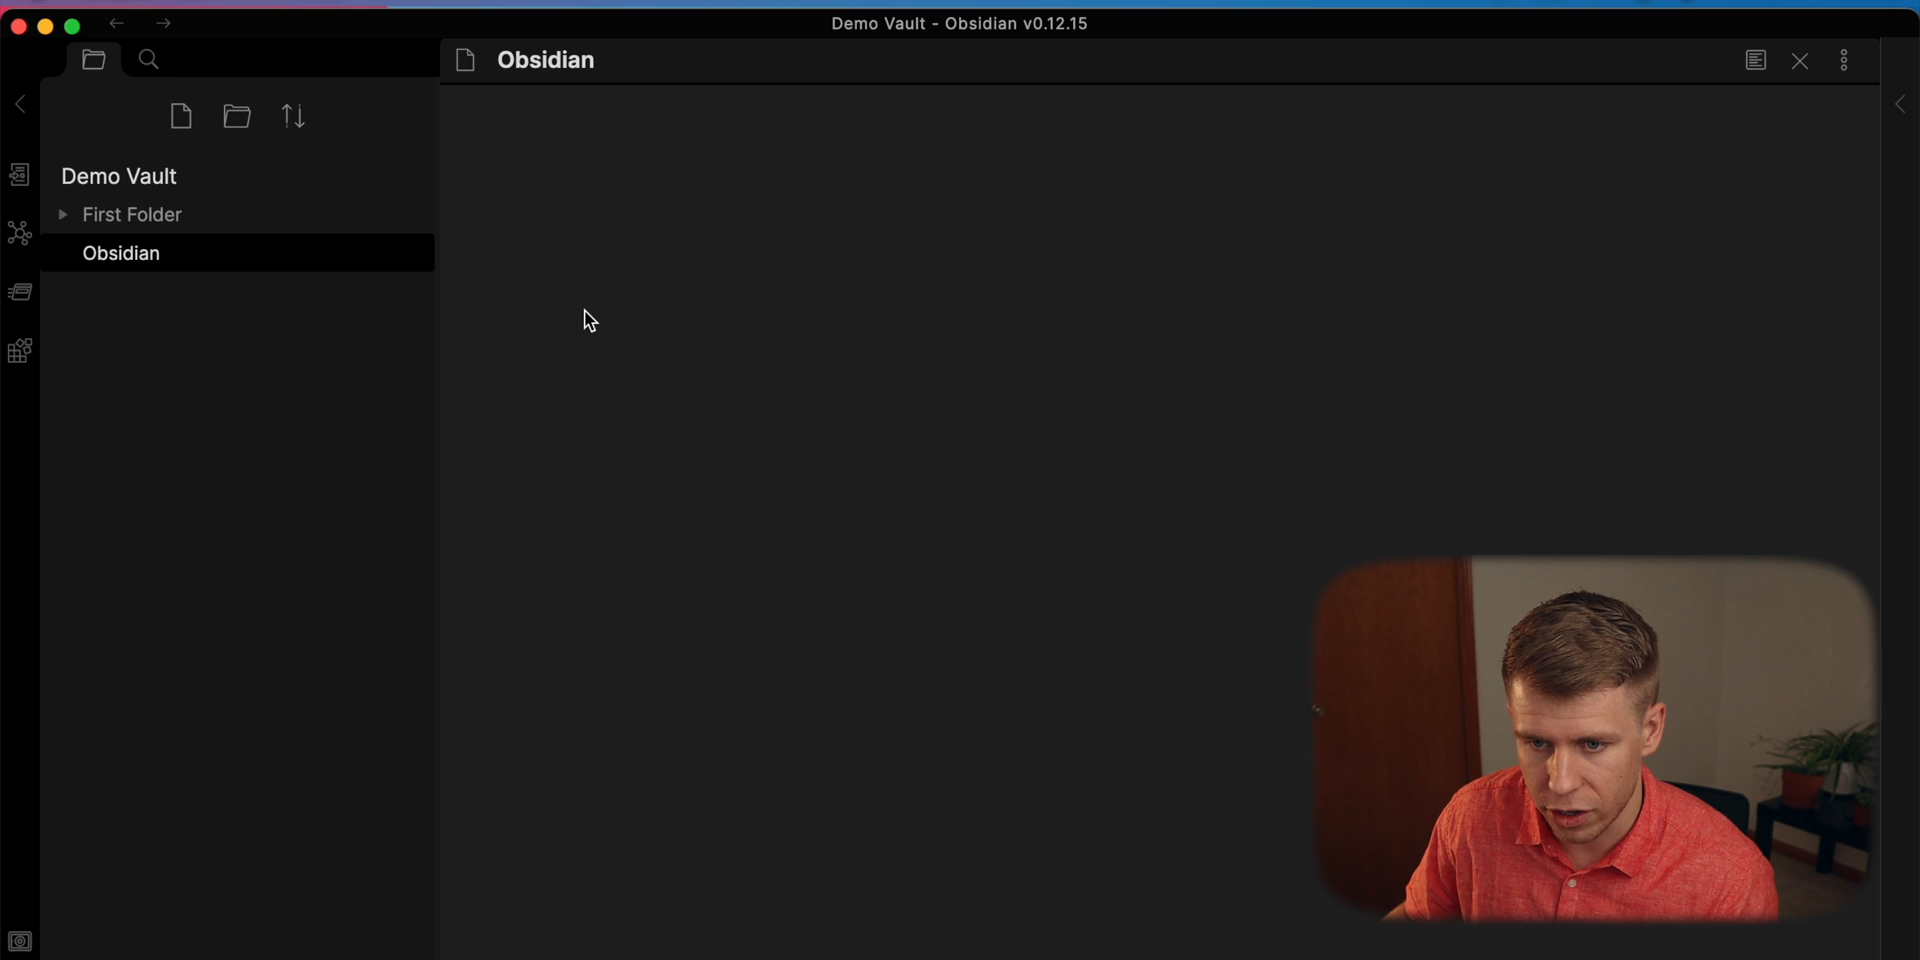 Demo Vault - Obsidian v0.12.15
Obsidian
Demo Vault
First Folder
Obsidian